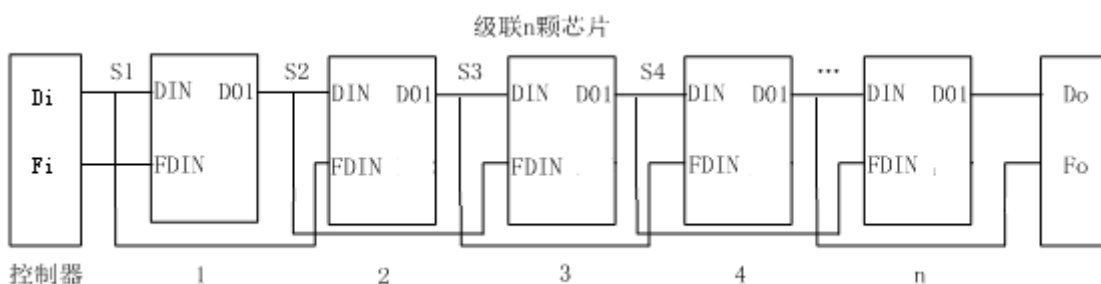 级联n颗芯片
S1 S2 S3 S4 ...
Di DIN DO1 DIN DO1 DIN DO1 DIN DO1 DIN DO1 Do
Fi FDIN FDIN FDIN FDIN FDIN Fo
控制器 1 2 3 4 n